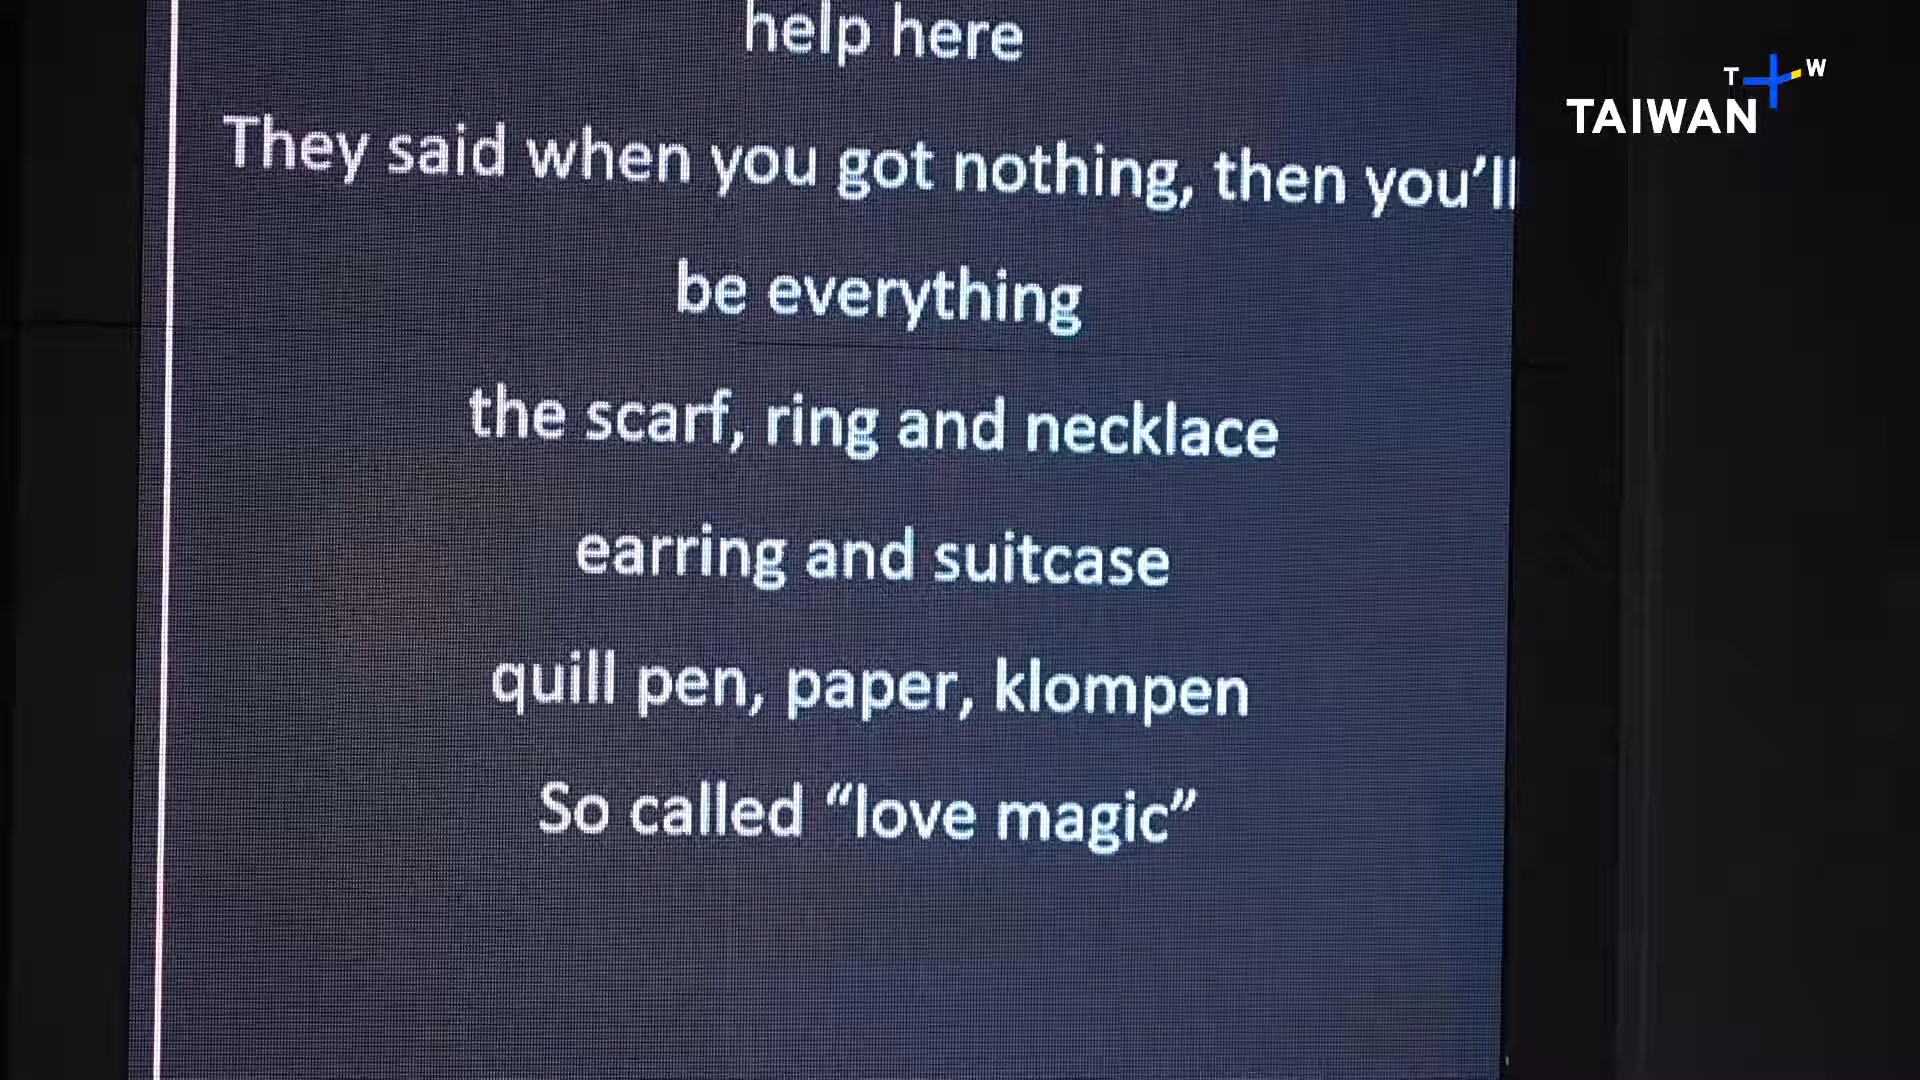 help here
They said when you got nothing, then you'll
be everything
the scarf, ring and necklace
earring and suitcase
quill pen, paper, klompen
So called “love magic”
T W
TAIWAN